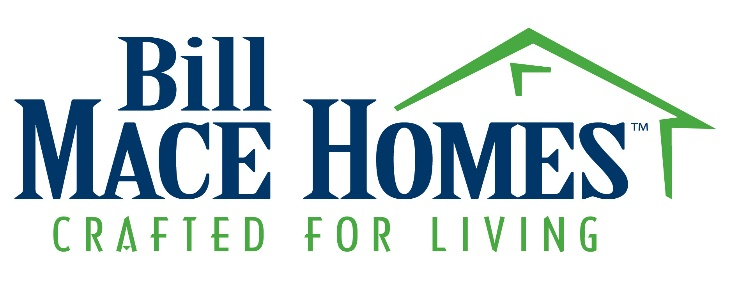 Bill
MACE HOMES™
CRAFTED FOR LIVING